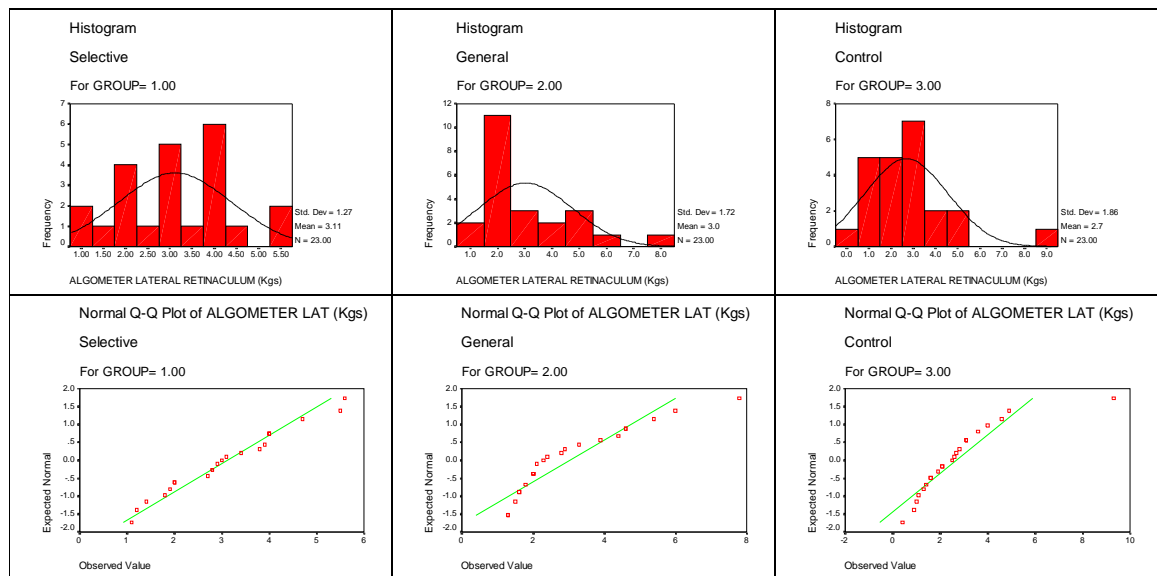 Histogram
Selective
For GROUP= 1.00
Frequency
7
6
5
4
3
2
1
0
1.00 1.50 2.00 2.50 3.00 3.50 4.00 4.50 5.00 5.50
Std. Dev = 1.27
Mean = 3.11
N = 23.00
ALGOMETER LATERAL RETINACULUM (Kgs)
Histogram
General
For GROUP= 2.00
Frequency
12
10
8
6
4
2
0
1.0 2.0 3.0 4.0 5.0 6.0 7.0 8.0
Std. Dev = 1.72
Mean = 3.0
N = 23.00
ALGOMETER LATERAL RETINACULUM (Kgs)
Histogram
Control
For GROUP= 3.00
Frequency
8
6
4
2
0
0.0 1.0 2.0 3.0 4.0 5.0 6.0 7.0 8.0 9.0
Std. Dev = 1.86
Mean = 2.7
N = 23.00
ALGOMETER LATERAL RETINACULUM (Kgs)
Normal Q-Q Plot of ALGOMETER LAT (Kgs)
Selective
For GROUP= 1.00
Expected Normal
2.0
1.5
1.0
.5
0.0
-.5
-1.0
-1.5
-2.0
0 1 2 3 4 5 6
Observed Value
Normal Q-Q Plot of ALGOMETER LAT (Kgs)
General
For GROUP= 2.00
Expected Normal
2.0
1.5
1.0
.5
0.0
-.5
-1.0
-1.5
-2.0
0 2 4 6 8
Observed Value
Normal Q-Q Plot of ALGOMETER LAT (Kgs)
Control
For GROUP= 3.00
Expected Normal
2.0
1.5
1.0
.5
0.0
-.5
-1.0
-1.5
-2.0
-2 0 2 4 6 8 10
Observed Value